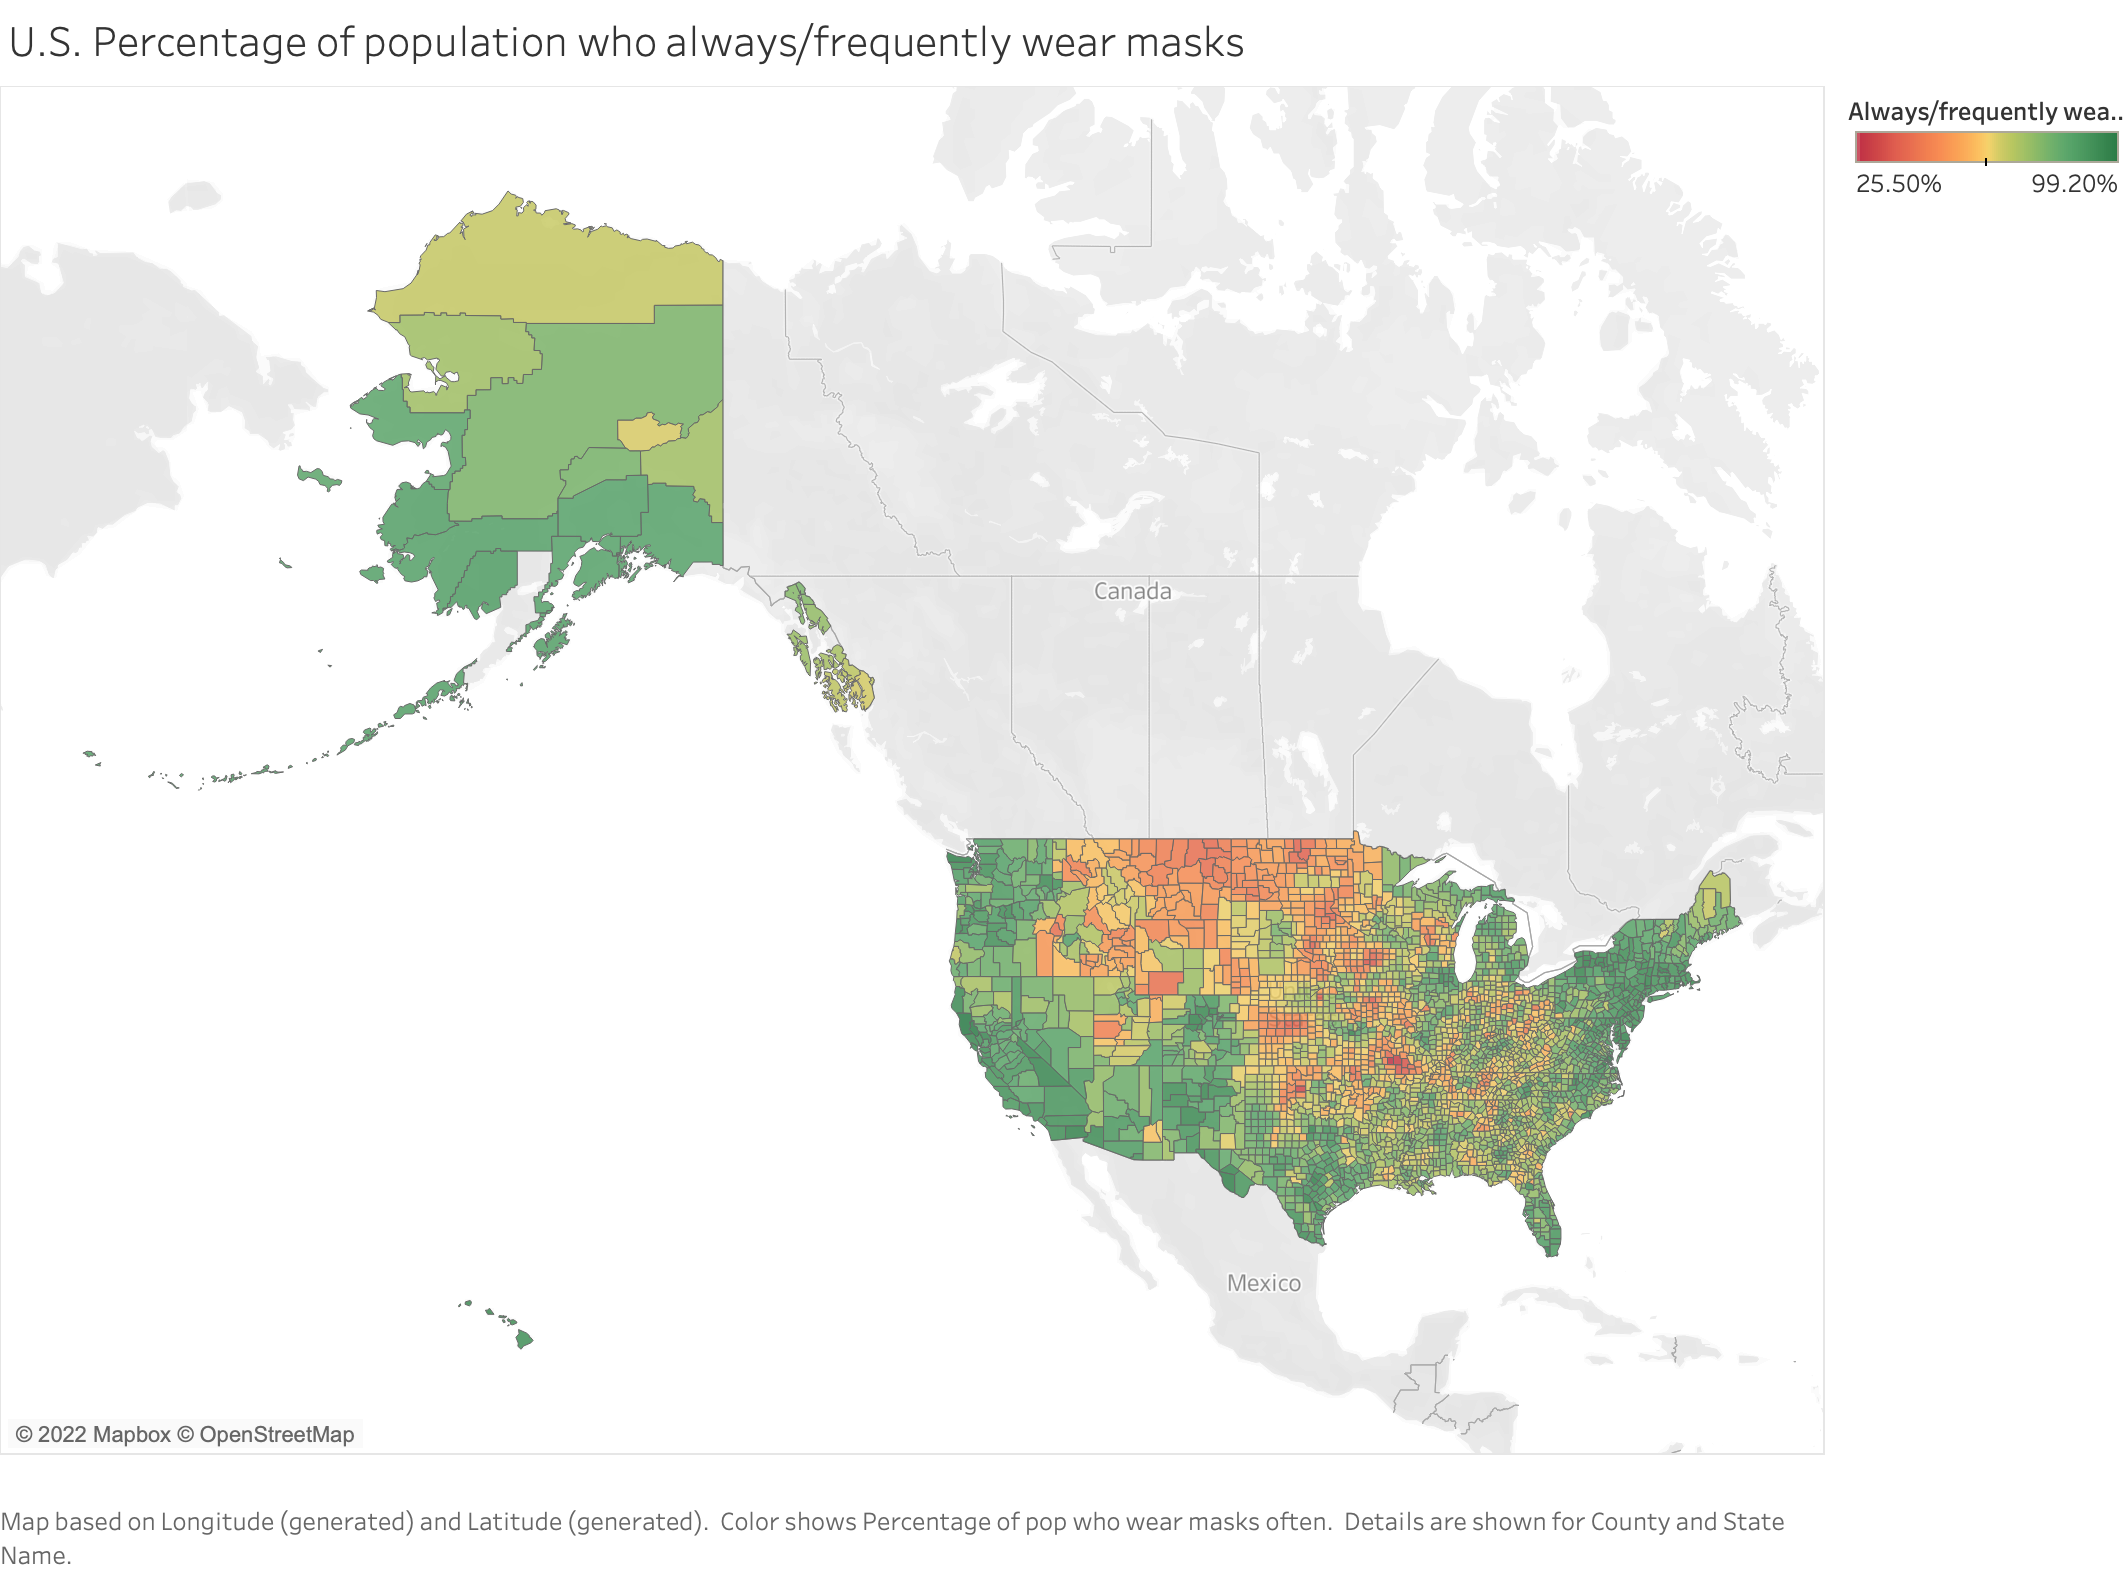 U.S. Percentage of population who always/frequently wear masks
Always/frequently wea..
25.50% 99.20%
Canada
Mexico
© 2022 Mapbox © OpenStreetMap
Map based on Longitude (generated) and Latitude (generated).  Color shows Percentage of pop who wear masks often.  Details are shown for County and State
Name.